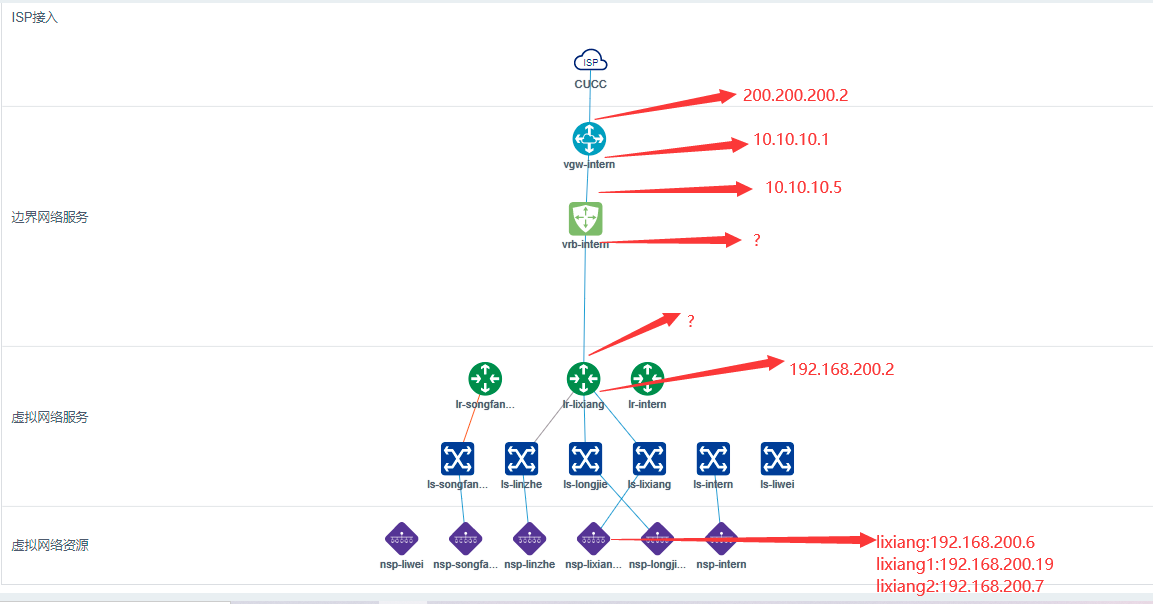 ISP接入
ISP
CUCC
200.200.200.2
10.10.10.1
vgw-intern
10.10.10.5
边界网络服务
vrb-intern
?
?
192.168.200.2
lr-songfan...
lr-lixiang
lr-intern
虚拟网络服务
ls-songfan...
ls-linzhe
ls-longjie
ls-lixiang
ls-intern
ls-liwei
虚拟网络资源
nsp-liwei
nsp-songfa...
nsp-linzhe
nsp-lixian...
nsp-longji...
nsp-intern
lixiang:192.168.200.6
lixiang1:192.168.200.19
lixiang2:192.168.200.7